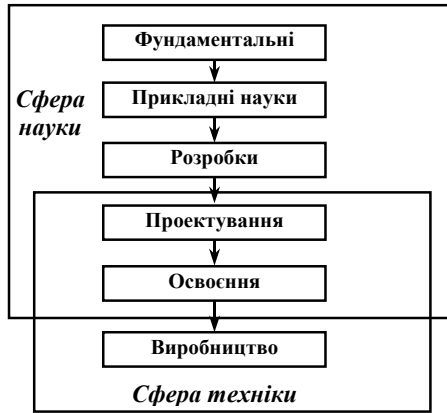 Фундаментальні
Сфера
науки
Прикладні науки
Розробки
Проектування
Освоєння
Виробництво
Сфера техніки